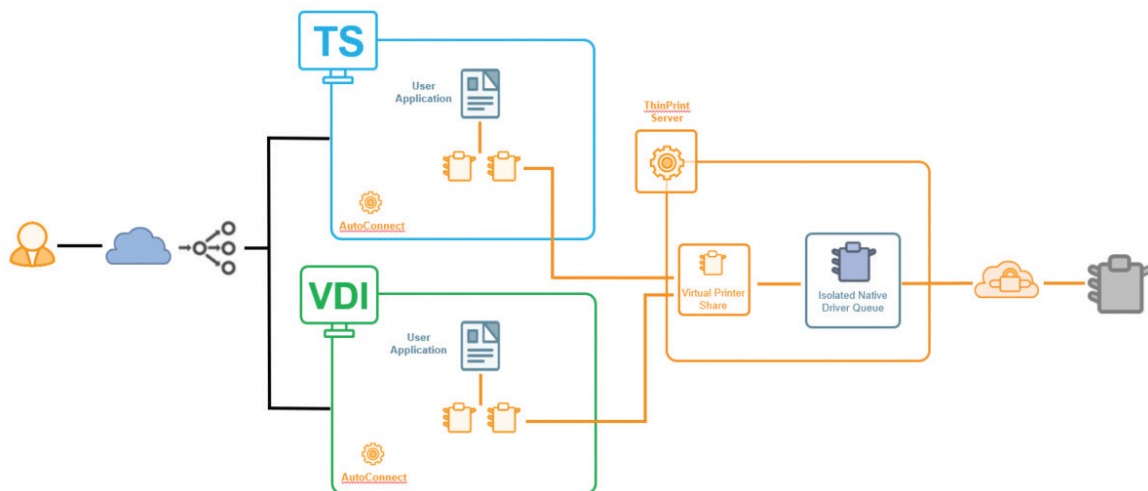 TS
User
Application
AutoConnect
VDI
User
Application
AutoConnect
ThinPrint
Server
Virtual Printer
Share
Isolated Native
Driver Queue